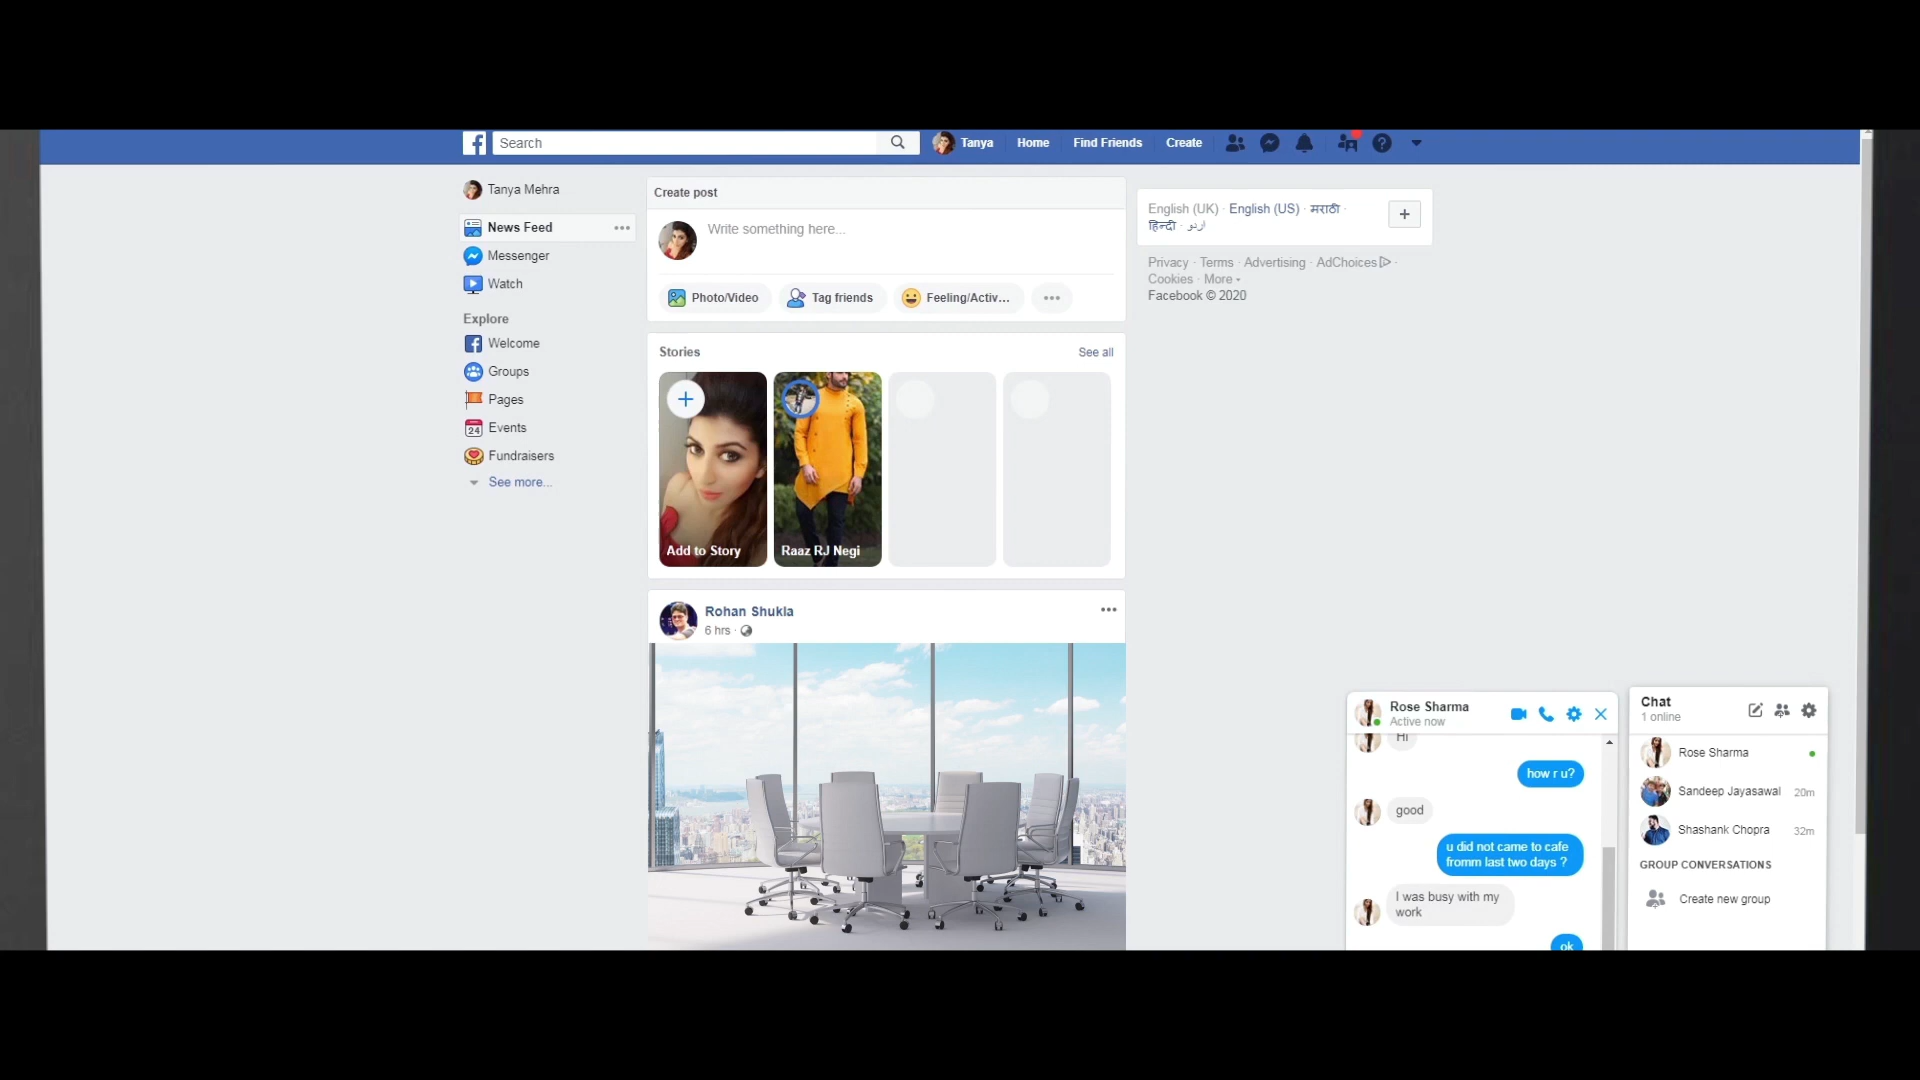 Search
Tanya
Home
Find Friends
Create
Tanya Mehra
News Feed
Messenger
Watch
Explore
Welcome
Groups
Pages
24
Events
Fundraisers
See more...
Create post
Write something here...
Photo/Video
Tag friends
Feeling/Activ...
Stories
See all
Add to Story
Raaz RJ Negi
Rohan Shukla
6 hrs ·
English (UK) · English (US) · मराठी ·
हिन्दी · اردو
Privacy · Terms · Advertising · AdChoices ·
Cookies · More
Facebook © 2020
Rose Sharma
Active now
Hi
how r u?
good
u did not came to cafe
fromm last two days ?
I was busy with my
work
ok
Chat
1 online
Rose Sharma
Sandeep Jayasawal 20m
Shashank Chopra 32m
GROUP CONVERSATIONS
Create new group